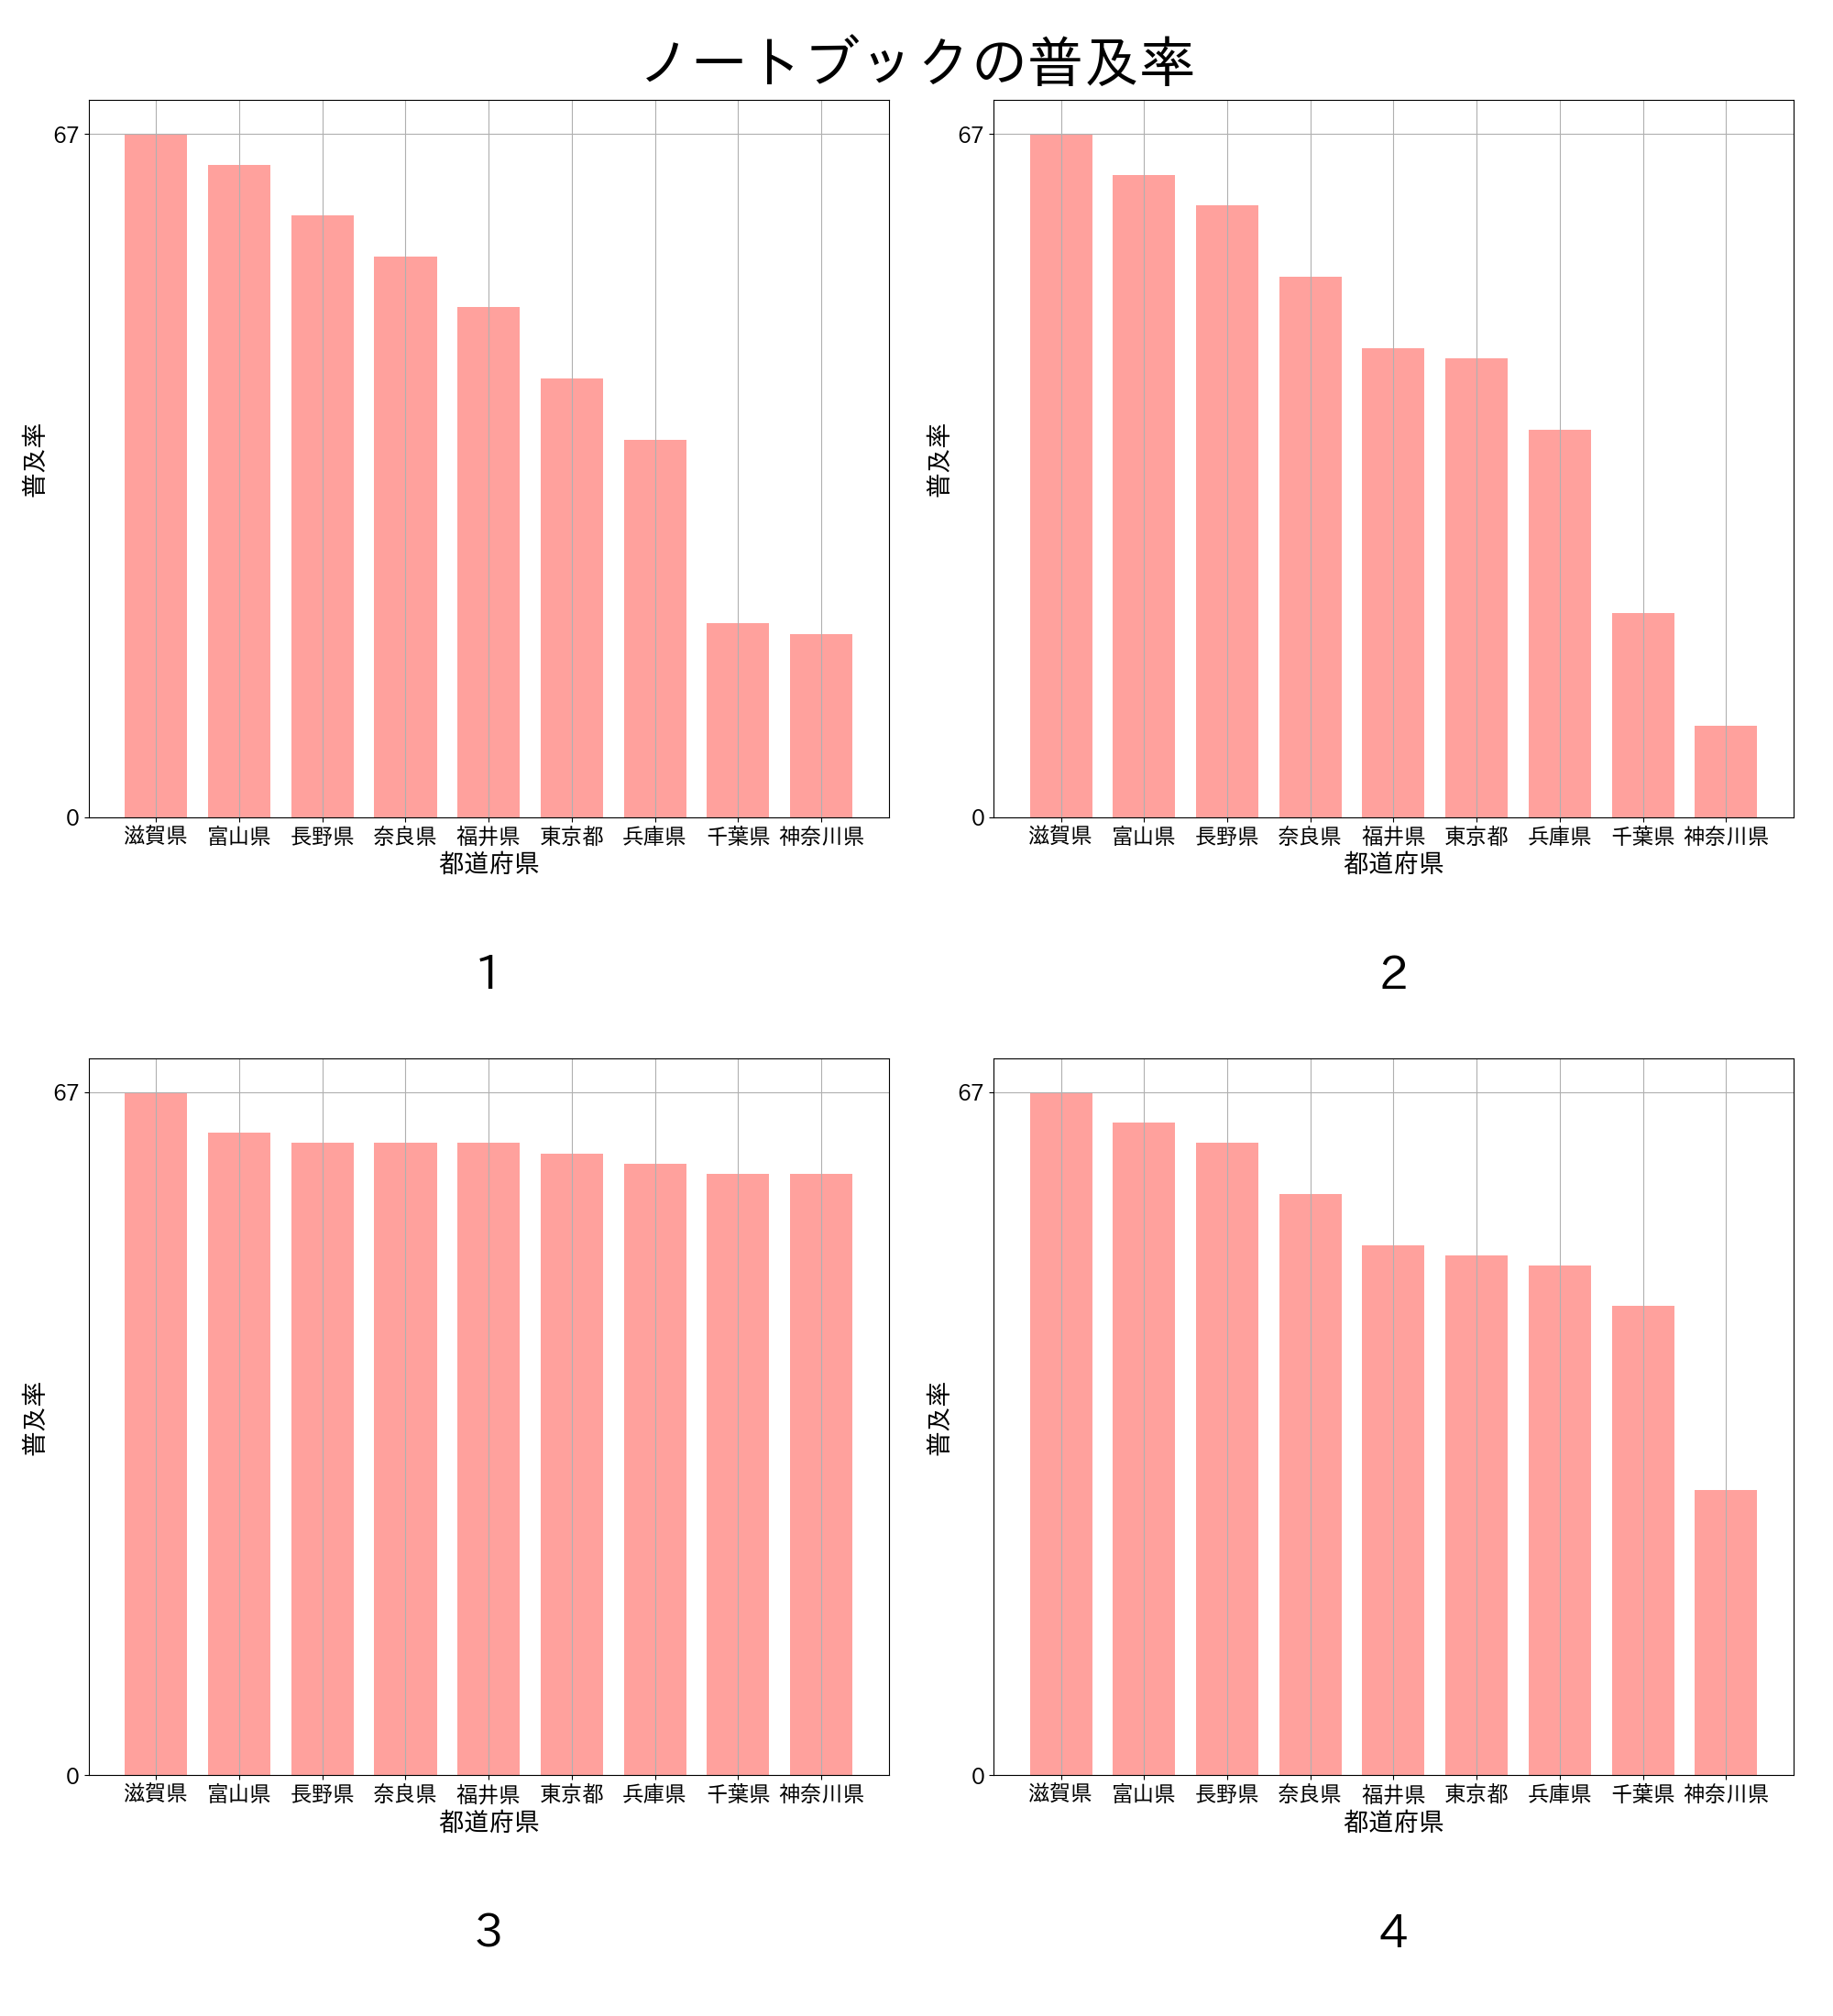 ノートブックの普及率
67
0
普及率
滋賀県 富山県 長野県 奈良県 福井県 東京都 兵庫県 千葉県 神奈川県
都道府県
1
67
0
普及率
滋賀県 富山県 長野県 奈良県 福井県 東京都 兵庫県 千葉県 神奈川県
都道府県
2
67
0
普及率
滋賀県 富山県 長野県 奈良県 福井県 東京都 兵庫県 千葉県 神奈川県
都道府県
3
67
0
普及率
滋賀県 富山県 長野県 奈良県 福井県 東京都 兵庫県 千葉県 神奈川県
都道府県
4